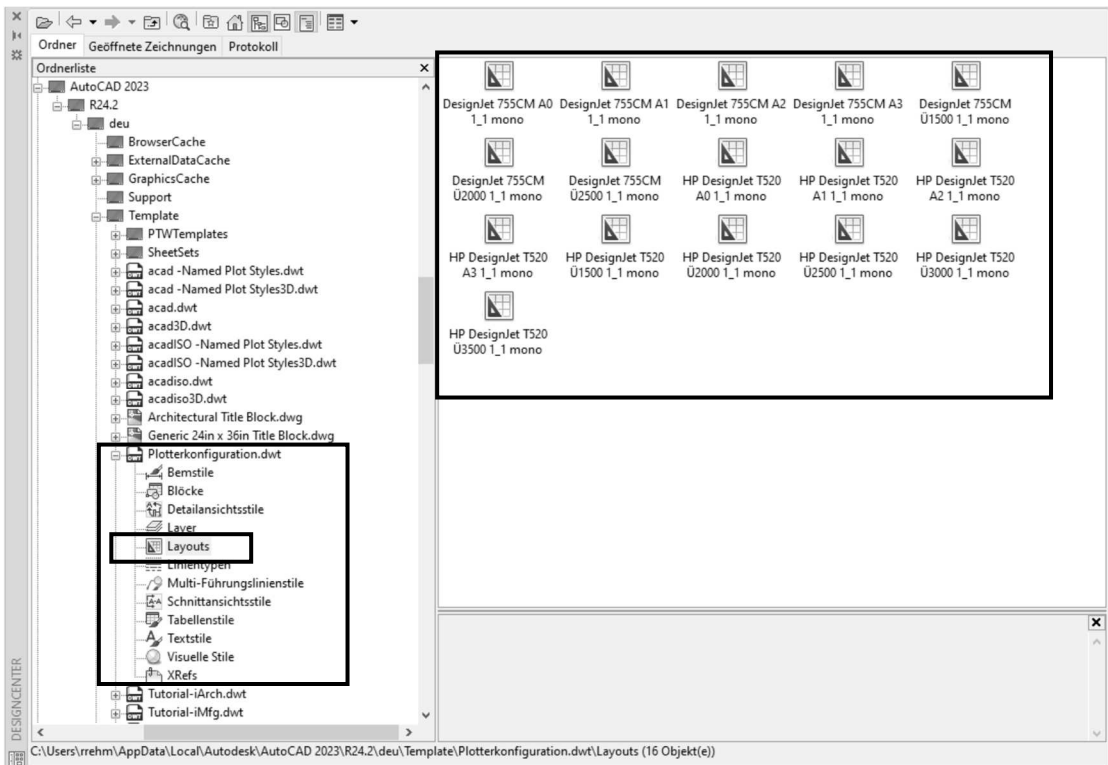 Ordner Geöffnete Zeichnungen Protokoll
Ordnerliste
AutoCAD 2023
R24.2
deu
BrowserCache
ExternalDataCache
GraphicsCache
Support
Template
PTWTemplates
SheetSets
acad -Named Plot Styles.dwt
acad -Named Plot Styles3D.dwt
acad.dwt
acad3D.dwt
acadISO -Named Plot Styles.dwt
acadISO -Named Plot Styles3D.dwt
acadiso.dwt
acadiso3D.dwt
Architectural Title Block.dwg
Generic 24in x 36in Title Block.dwg
Plotterkonfiguration.dwt
Bemstile
Blöcke
Detailansichtsstile
Layer
Layouts
Linientypen
Multi-Führungslinienstile
Schnittansichtsstile
Tabellenstile
Textstile
Visuelle Stile
XRefs
Tutorial-iArch.dwt
Tutorial-iMfg.dwt
DesignJet 755CM A0 DesignJet 755CM A1 DesignJet 755CM A2 DesignJet 755CM A3 DesignJet 755CM
1_1 mono 1_1 mono 1_1 mono 1_1 mono Ü1500 1_1 mono
DesignJet 755CM DesignJet 755CM HP DesignJet T520 HP DesignJet T520 HP DesignJet T520
Ü2000 1_1 mono Ü2500 1_1 mono A0 1_1 mono A1 1_1 mono A2 1_1 mono
HP DesignJet T520 HP DesignJet T520 HP DesignJet T520 HP DesignJet T520 HP DesignJet T520
A3 1_1 mono Ü1500 1_1 mono Ü2000 1_1 mono Ü2500 1_1 mono Ü3000 1_1 mono
HP DesignJet T520
Ü3500 1_1 mono
DESIGNCENTER
C:\Users\rrehm\AppData\Local\Autodesk\AutoCAD 2023\R24.2\deu\Template\Plotterkonfiguration.dwt\Layouts (16 Objekt(e))